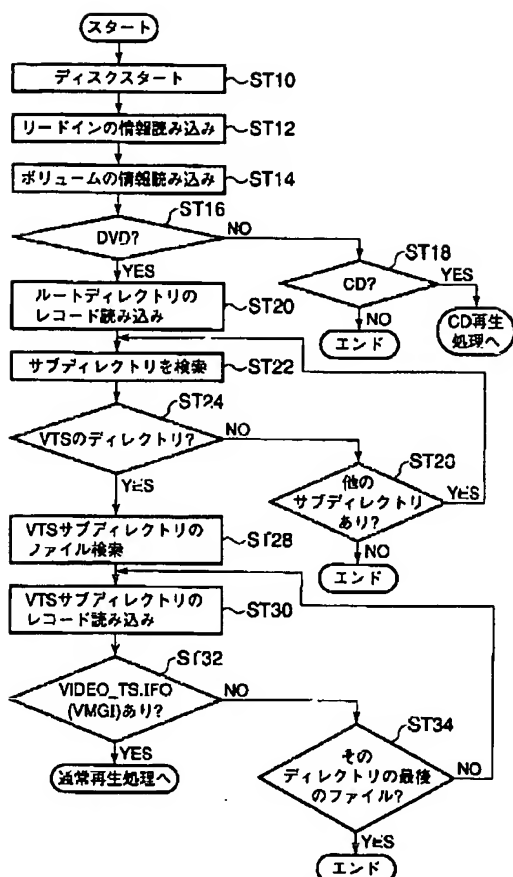 スタート
ディスクスタート
ST10
リードインの情報読み込み
ST12
ボリュームの情報読み込み
ST14
ST16
DVD?
NO
YES
ST18
CD?
YES
NO
エンド
CD再生
処理へ
ルートディレクトリの
レコード読み込み
ST20
サブディレクトリを検索
ST22
ST24
VTSのディレクトリ?
NO
YES
他の
サブディレクトリ
あり?
YES
NO
エンド
VTSサブディレクトリの
ファイル検索
ST28
VTSサブディレクトリの
レコード読み込み
ST30
ST32
VIDEO_TS.IFO
(VMGI)あり?
NO
YES
通常再生処理へ
ST34
その
ディレクトリの最後
のファイル?
NO
YES
エンド